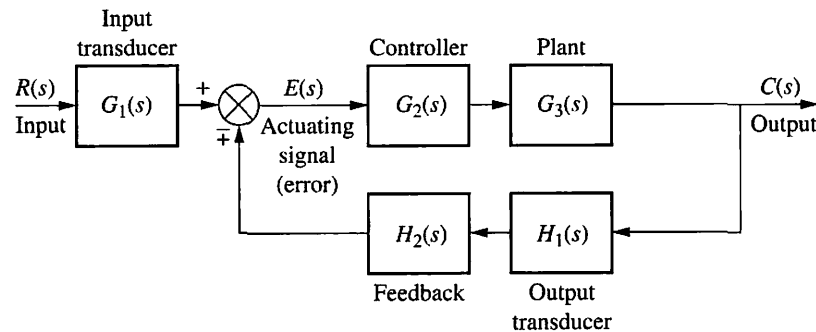 Input
transducer
Controller
Plant
R(s)
Input
G₁(s)
+
∓
E(s)
Actuating
signal
(error)
G₂(s)
G₃(s)
C(s)
Output
H₂(s)
Feedback
H₁(s)
Output
transducer